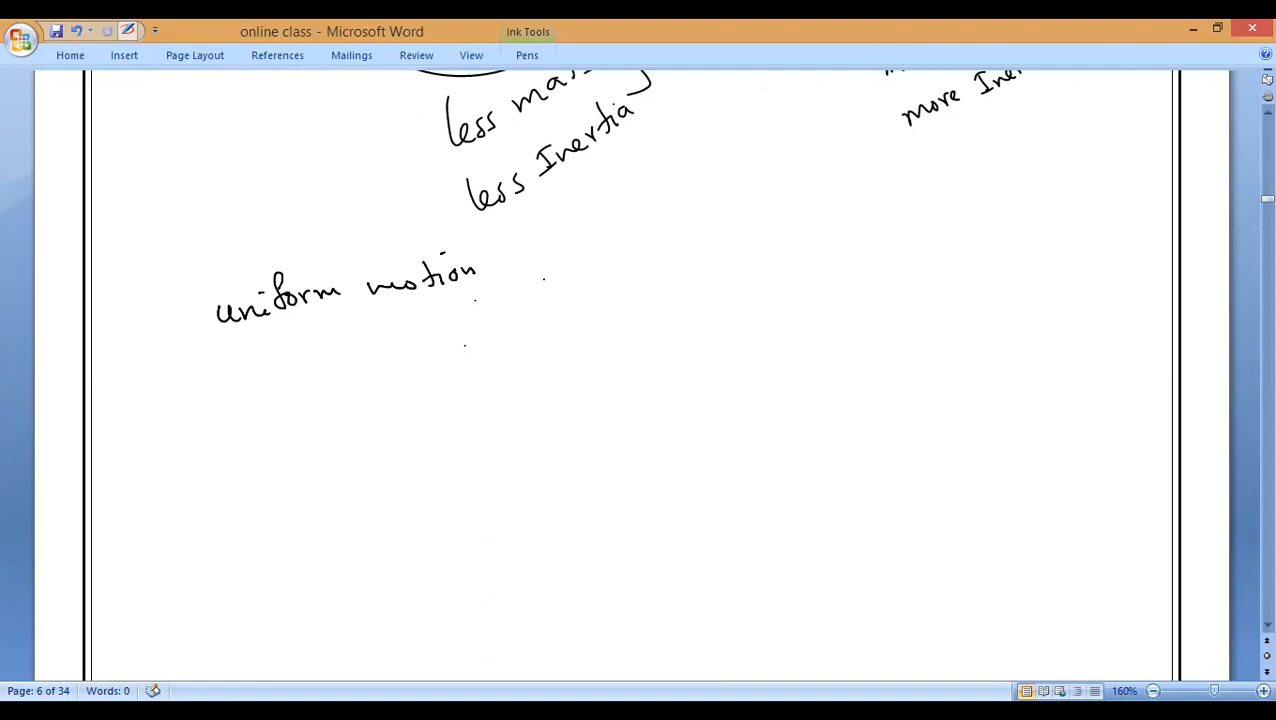 online class - Microsoft Word
Ink Tools
Home Insert Page Layout References Mailings Review View Pens
less
more
less Inertia
uniform motion
Page: 6 of 34 Words: 0 160%